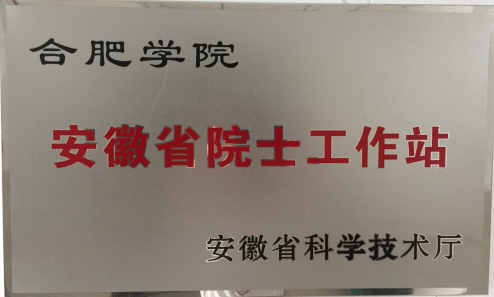 合肥学院
安徽省院士工作站
安徽省科学技术厅